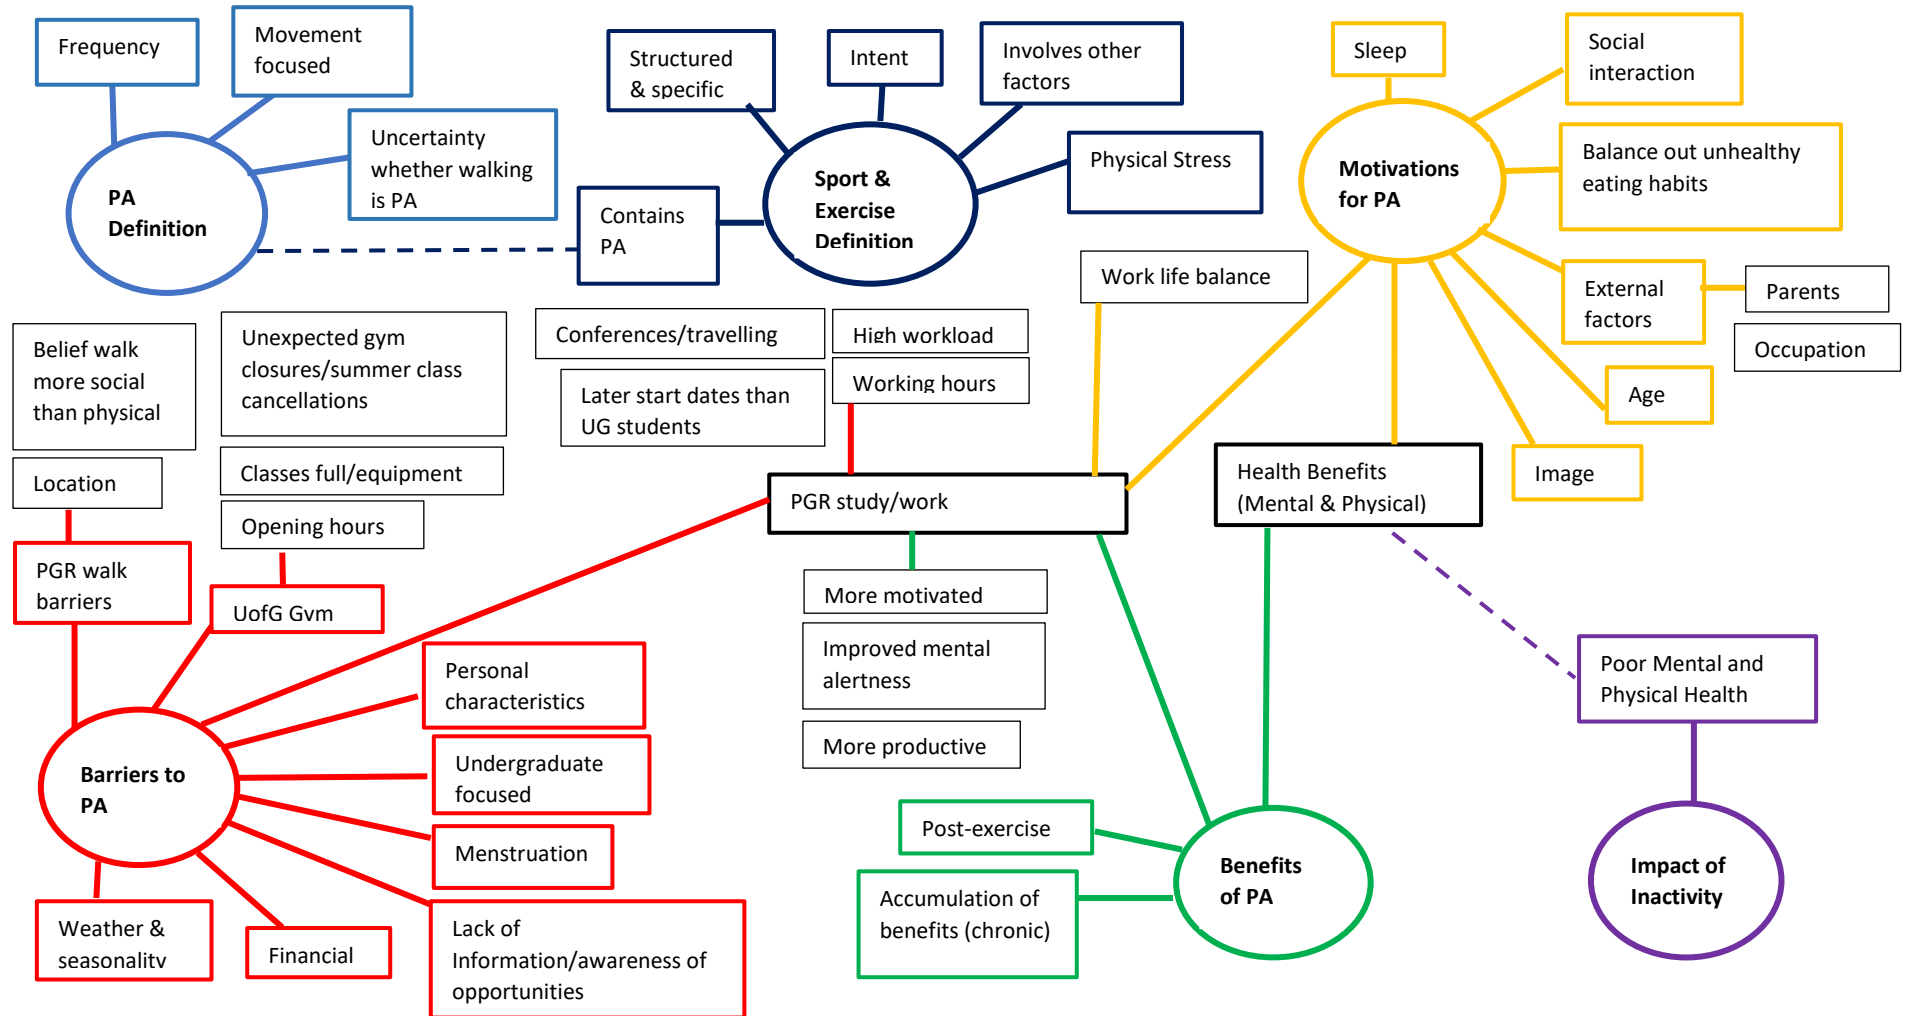 Frequency
Movement
focused
Uncertainty
whether walking
is PA
PA
Definition
Structured
& specific
Intent
Involves other
factors
Physical Stress
Contains
PA
Sport &
Exercise
Definition
Sleep
Social
interaction
Balance out unhealthy
eating habits
Motivations
for PA
External
factors
Parents
Occupation
Age
Image
Work life balance
Health Benefits
(Mental & Physical)
Belief walk
more social
than physical
Location
PGR walk
barriers
Unexpected gym
closures/summer class
cancellations
Classes full/equipment
Opening hours
UofG Gym
Conferences/travelling
Later start dates than
UG students
High workload
Working hours
PGR study/work
More motivated
Improved mental
alertness
More productive
Personal
characteristics
Undergraduate
focused
Menstruation
Lack of
Information/awareness of
opportunities
Financial
Weather &
seasonality
Barriers to
PA
Post-exercise
Accumulation of
benefits (chronic)
Benefits
of PA
Poor Mental and
Physical Health
Impact of
Inactivity